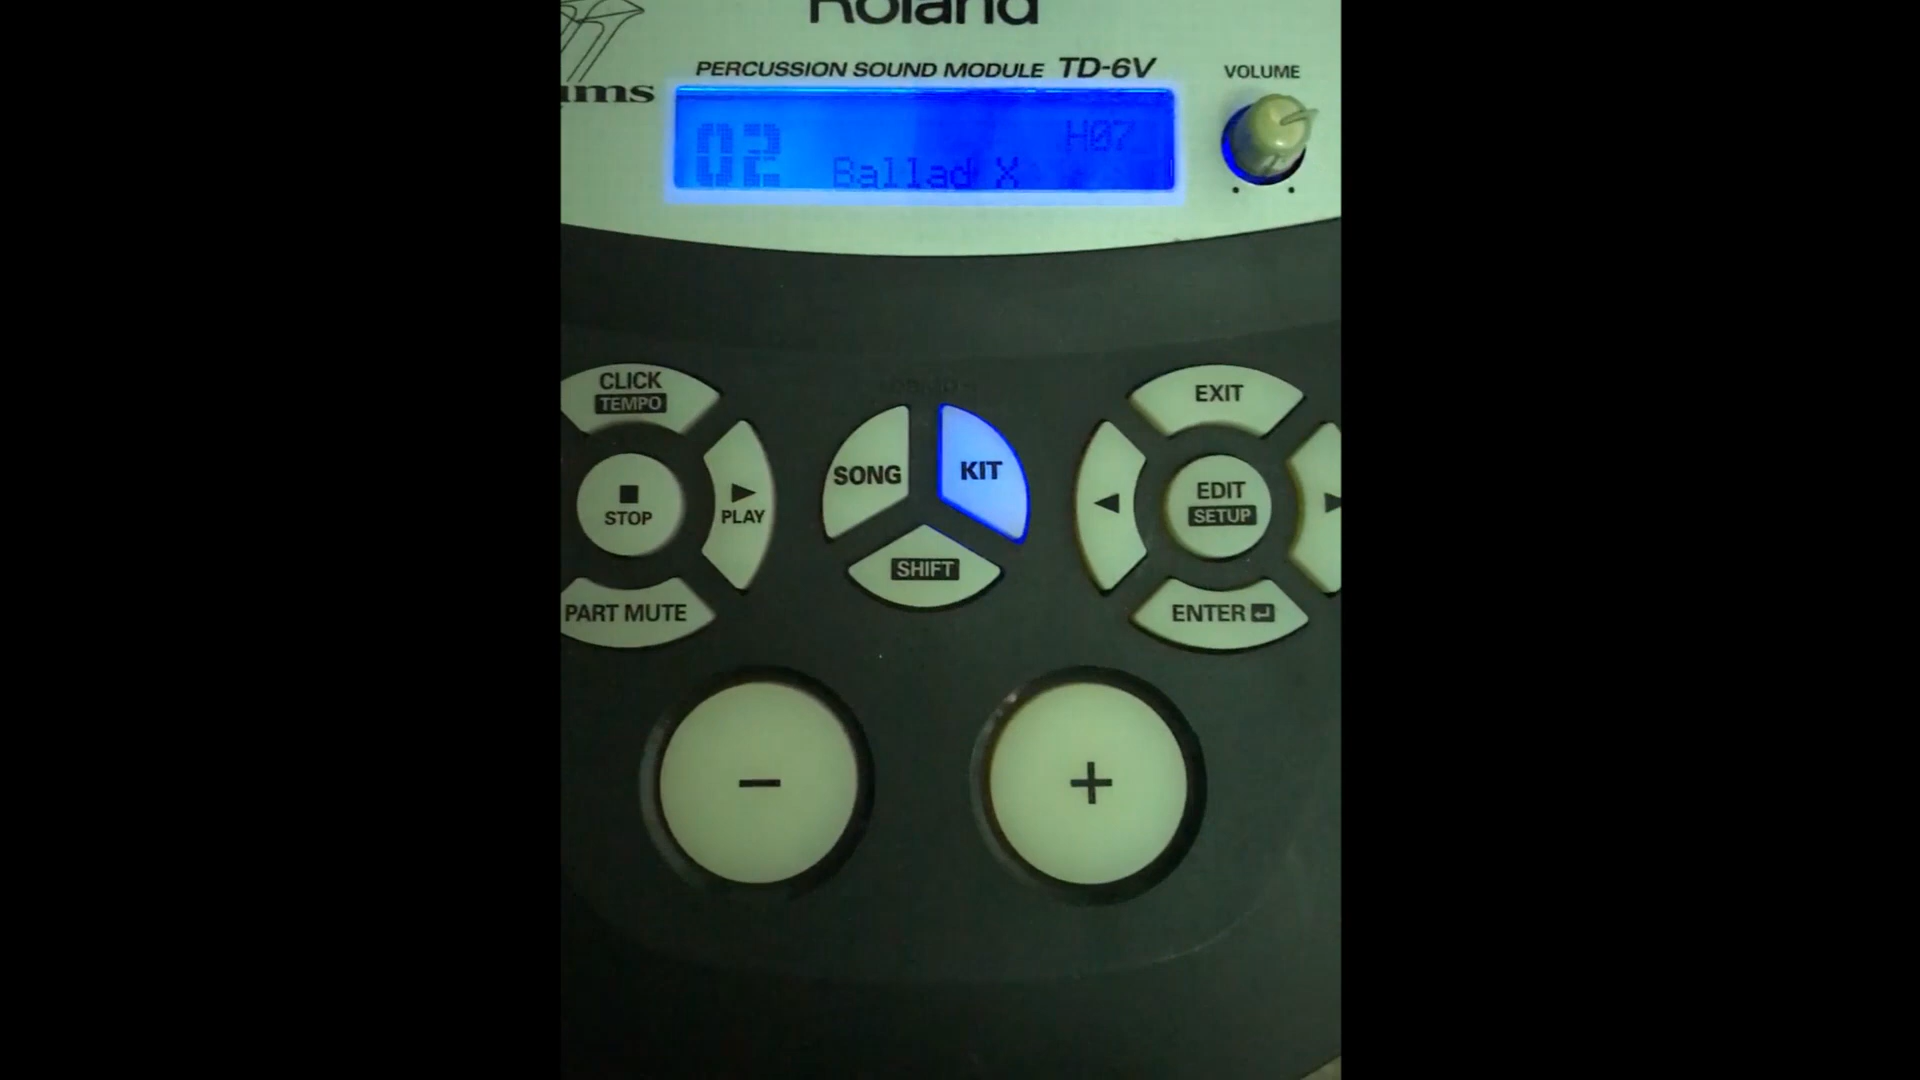 Roland
PERCUSSION SOUND MODULE TD-6V
VOLUME
ums
02
H07
Ballad X
CLICK
TEMPO
STOP
PLAY
PART MUTE
SONG
KIT
SHIFT
EXIT
EDIT
SETUP
ENTER
−
+